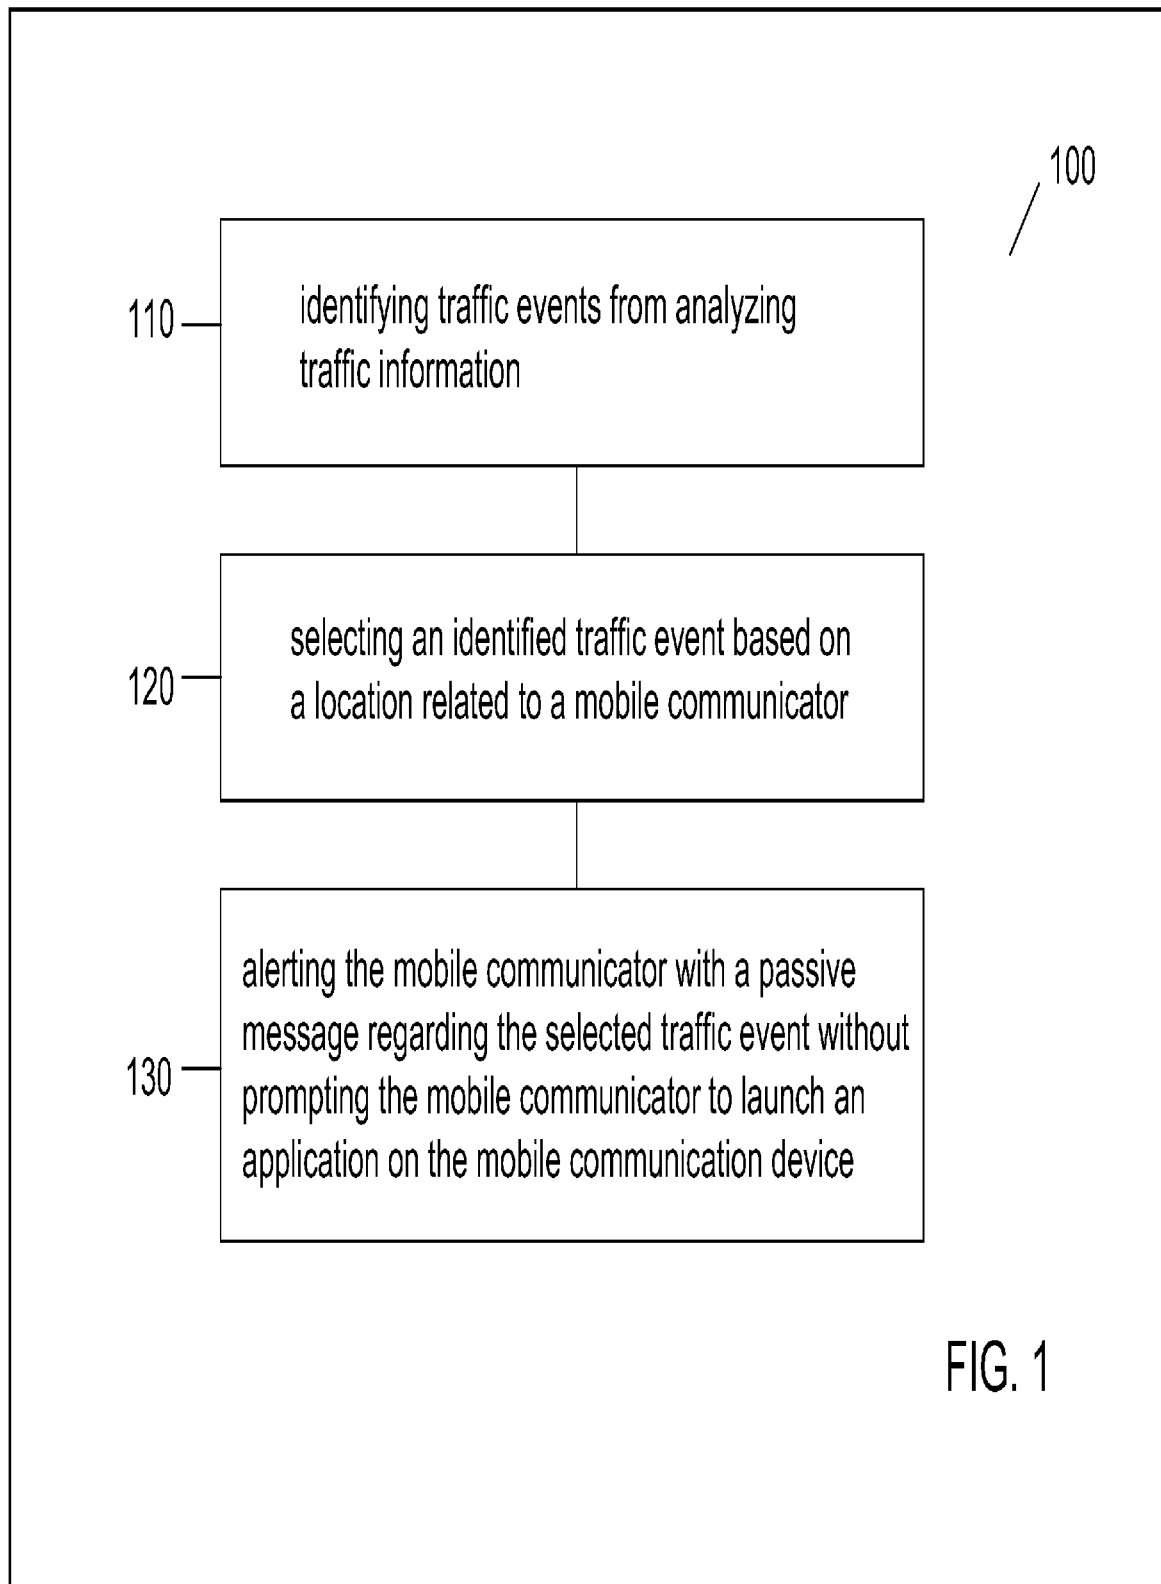 100
110
identifying traffic events from analyzing
traffic information
120
selecting an identified traffic event based on
a location related to a mobile communicator
130
alerting the mobile communicator with a passive
message regarding the selected traffic event without
prompting the mobile communicator to launch an
application on the mobile communication device
FIG. 1